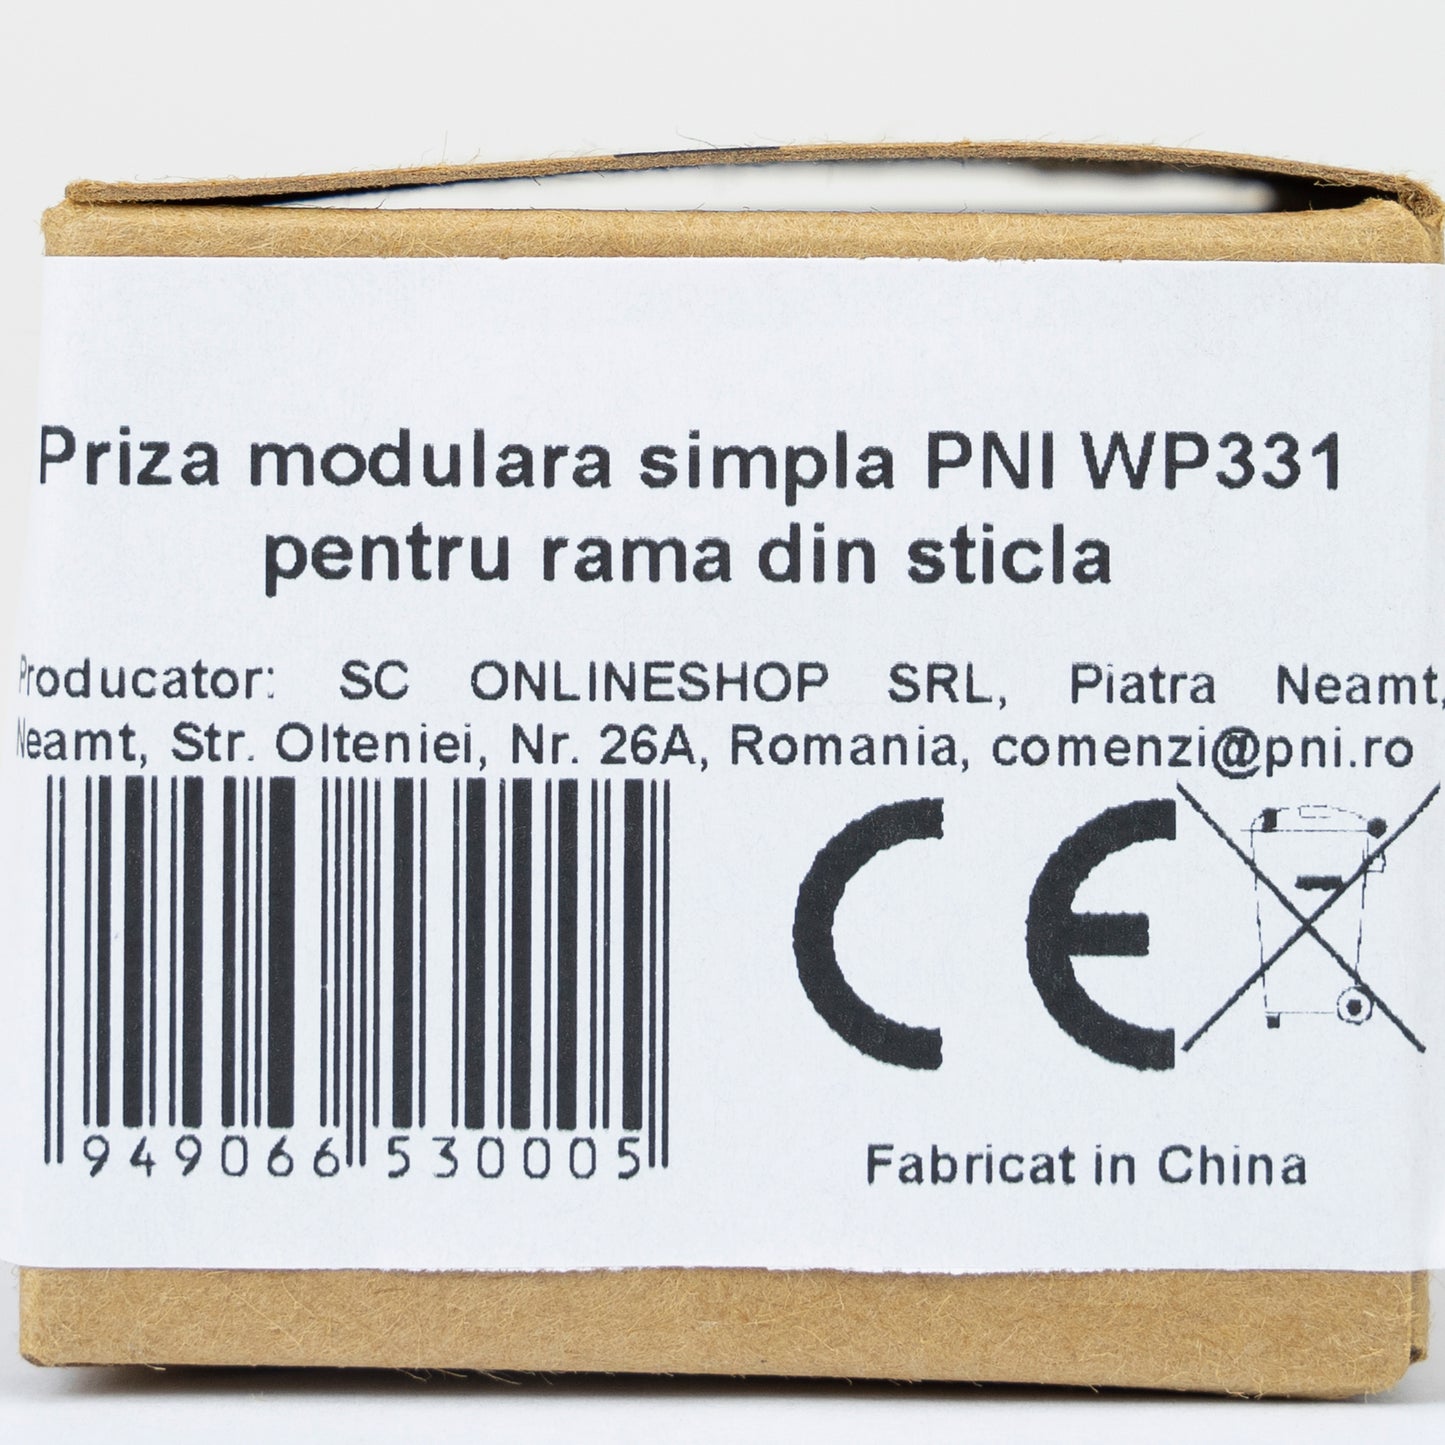 Priza modulara simpla PNI WP331
pentru rama din sticla
Producator: SC ONLINESHOP SRL, Piatra Neamt,
Neamt, Str. Olteniei, Nr. 26A, Romania, comenzi@pni.ro
949066 530005
CE
Fabricat in China